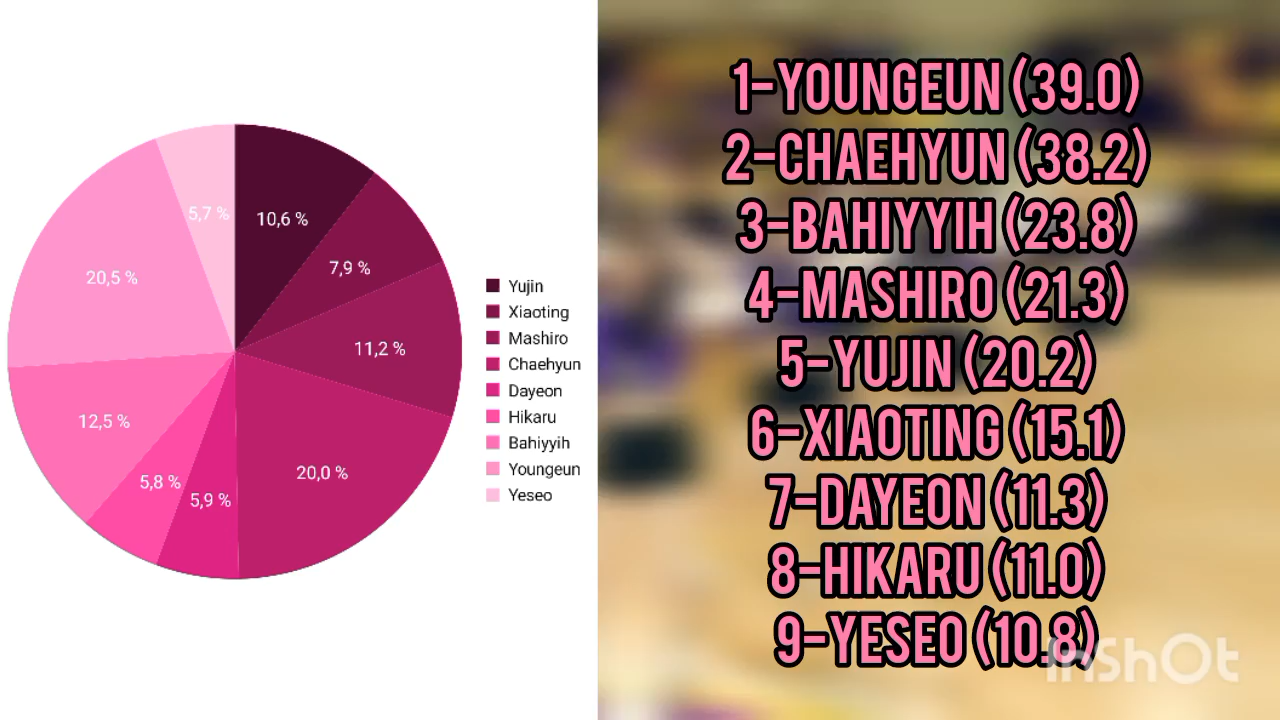 5,7 %
10,6 %
20,5 %
7,9 %
11,2 %
12,5 %
20,0 %
5,8 %
5,9 %
Yujin
Xiaoting
Mashiro
Chaehyun
Dayeon
Hikaru
Bahiyyih
Youngeun
Yeseo
1-YOUNGEUN (39.0)
2-CHAEHYUN (38.2)
3-BAHIYYIH (23.8)
4-MASHIRO (21.3)
5-YUJIN (20.2)
6-XIAOTING (15.1)
7-DAYEON (11.3)
8-HIKARU (11.0)
9-YESEO (10.8)
InShOt